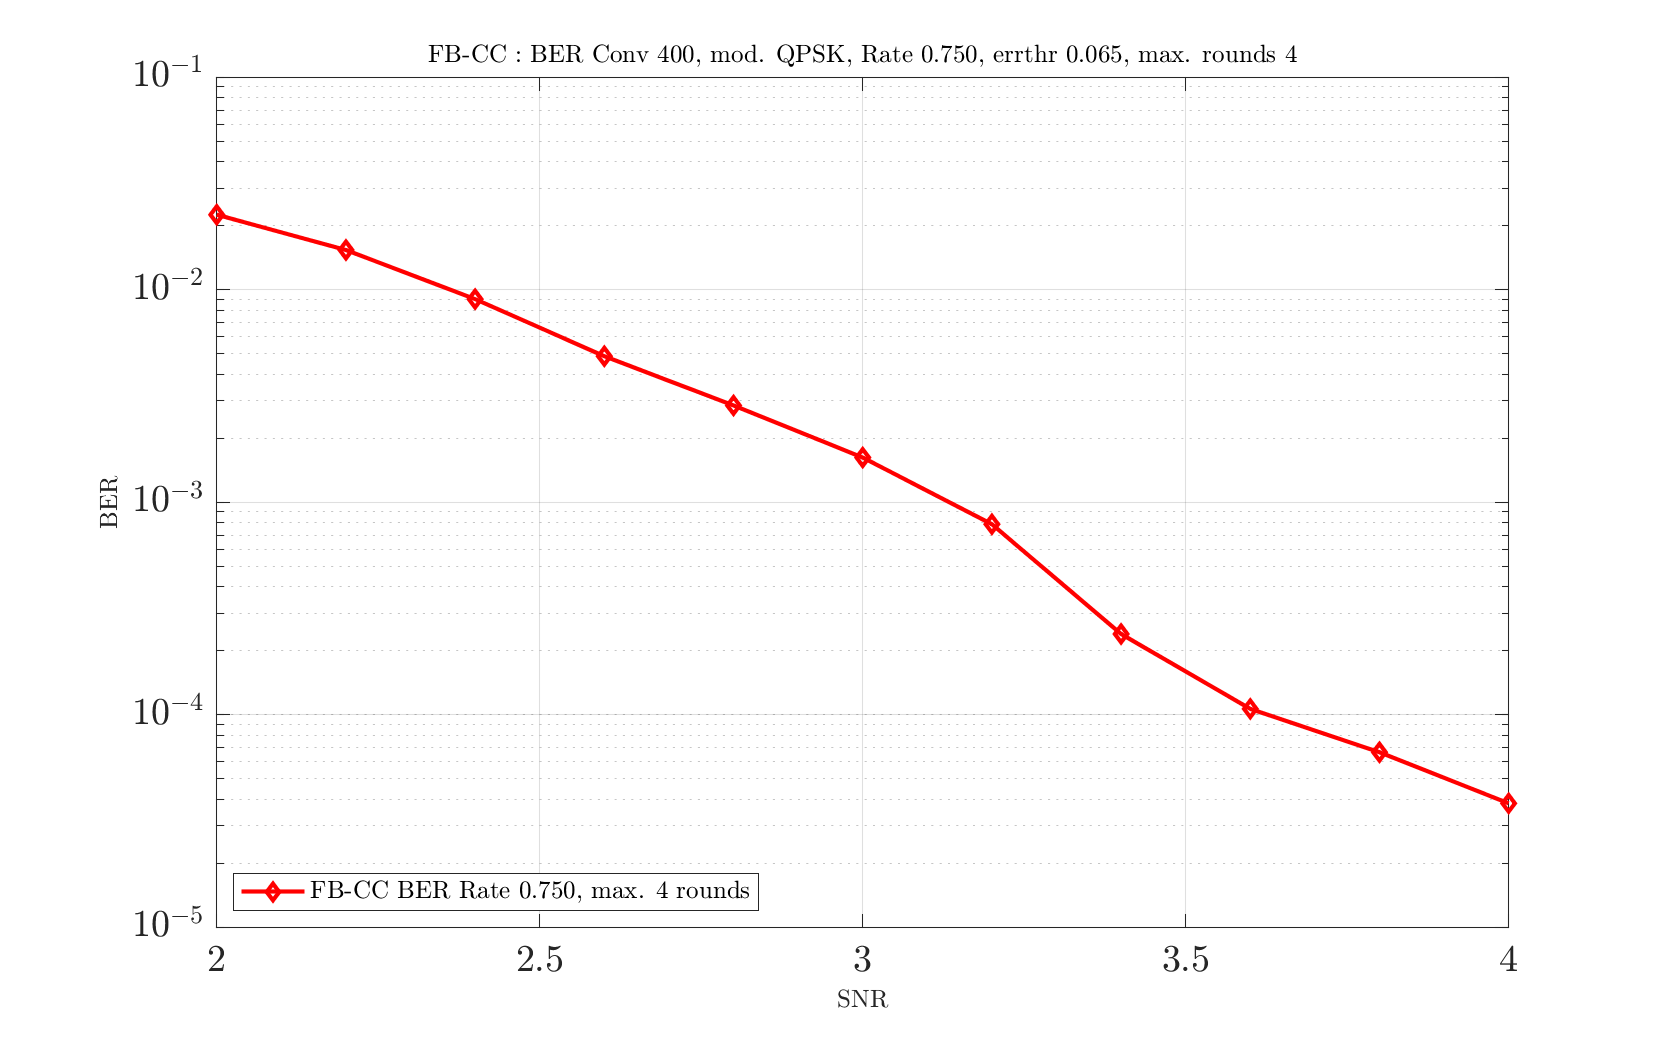 FB-CC : BER Conv 400, mod. QPSK, Rate 0.750, errthr 0.065, max. rounds 4
10⁻¹
10⁻²
10⁻³
10⁻⁴
10⁻⁵
BER
FB-CC BER Rate 0.750, max. 4 rounds
2 2.5 3 3.5 4
SNR